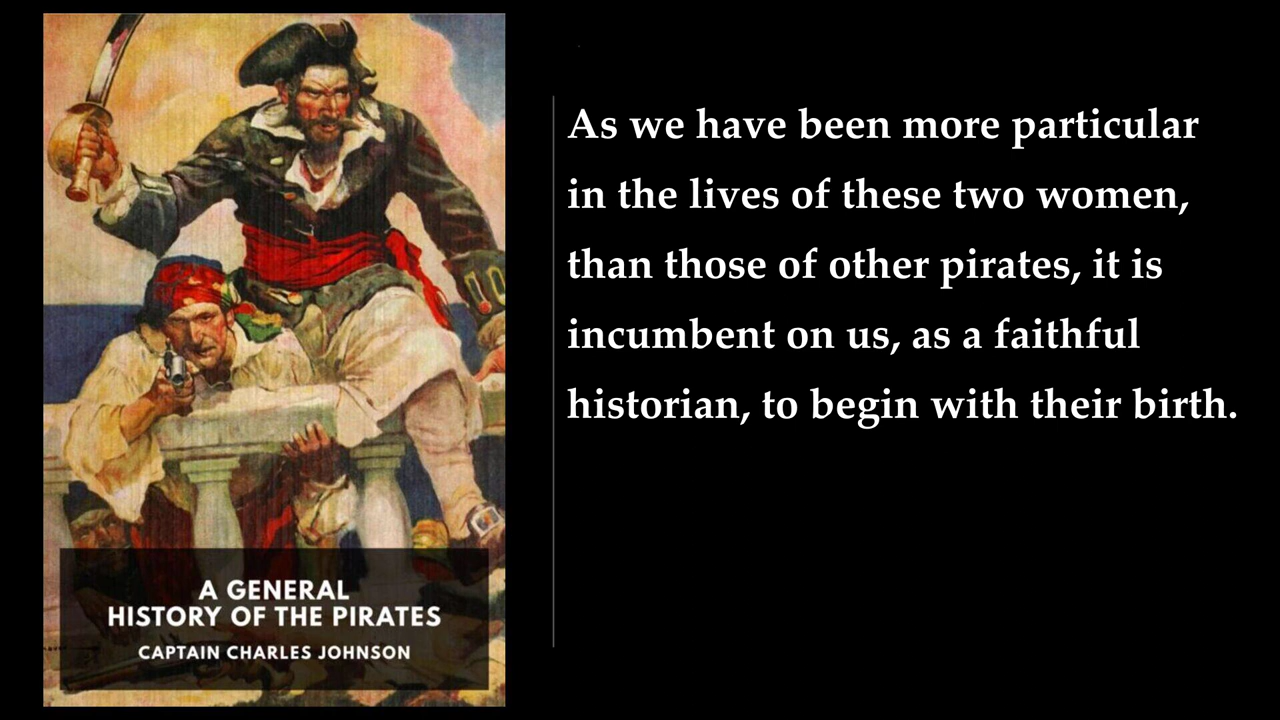 As we have been more particular
in the lives of these two women,
than those of other pirates, it is
incumbent on us, as a faithful
historian, to begin with their birth.
A GENERAL
HISTORY OF THE PIRATES
CAPTAIN CHARLES JOHNSON